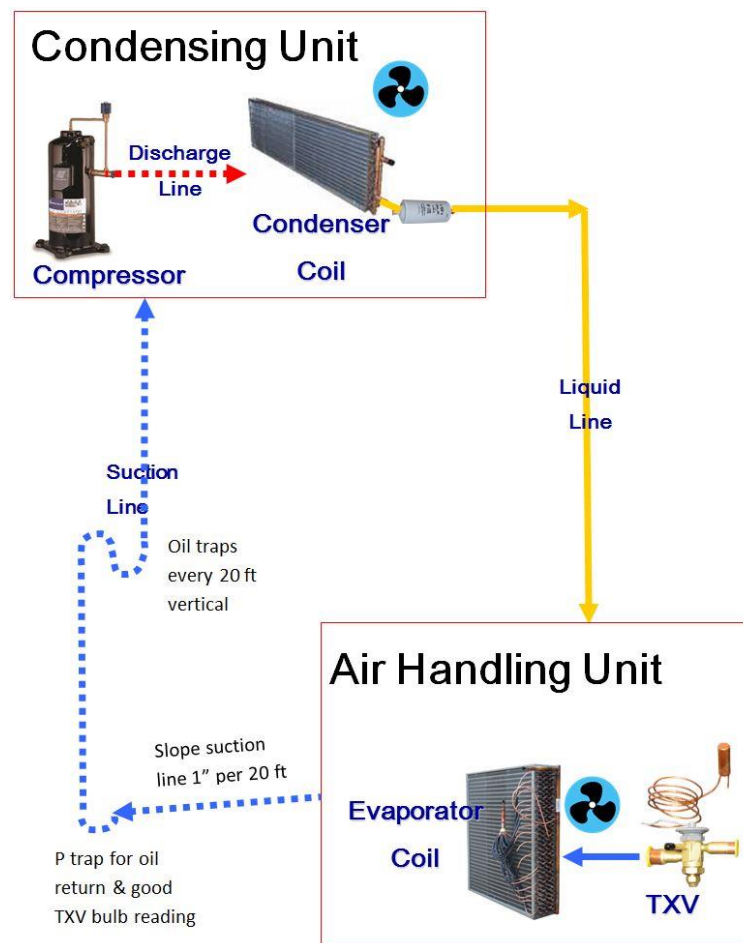 Condensing Unit
Discharge
Line
Condenser
Coil
Compressor
Liquid
Line
Suction
Line
Oil traps
every 20 ft
vertical
Air Handling Unit
Slope suction
line 1” per 20 ft
Evaporator
Coil
TXV
P trap for oil
return & good
TXV bulb reading